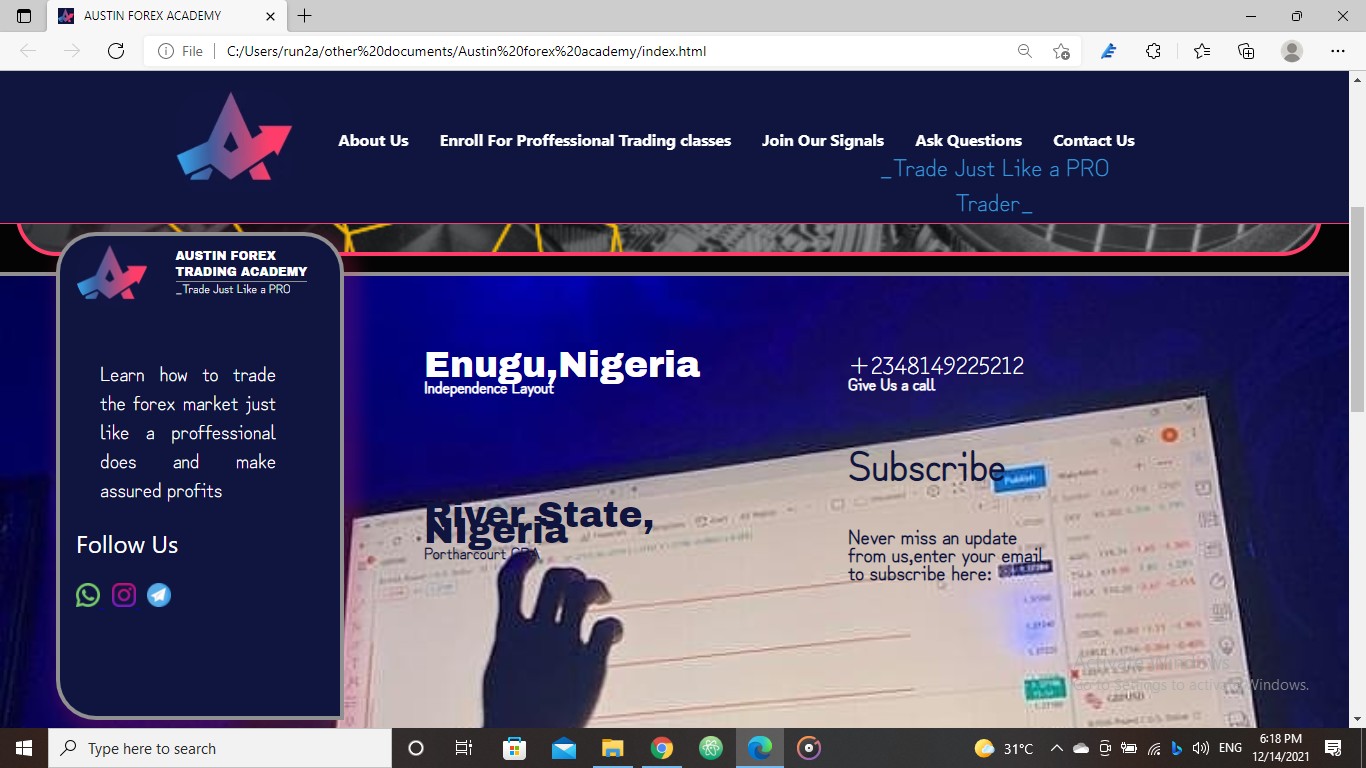 AUSTIN FOREX ACADEMY
File
C:/Users/run2a/other%20documents/Austin%20forex%20academy/index.html
About Us
Enroll For Proffessional Trading classes
Join Our Signals
Ask Questions
Contact Us
_Trade Just Like a PRO
Trader_
AUSTIN FOREX
TRADING ACADEMY
_Trade Just Like a PRO
Learn how to trade
the forex market just
like a proffessional
does and make
assured profits
Follow Us
Enugu,Nigeria
Independence Layout
River State,
Nigeria
Portharcourt GRA
+2348149225212
Give Us a call
Subscribe
Publish
Never miss an update
from us,enter your email
to subscribe here:
GBPUSD
Activate Windows
Go to Settings to activate Windows.
Type here to search
31°C
ENG
6:18 PM
12/14/2021